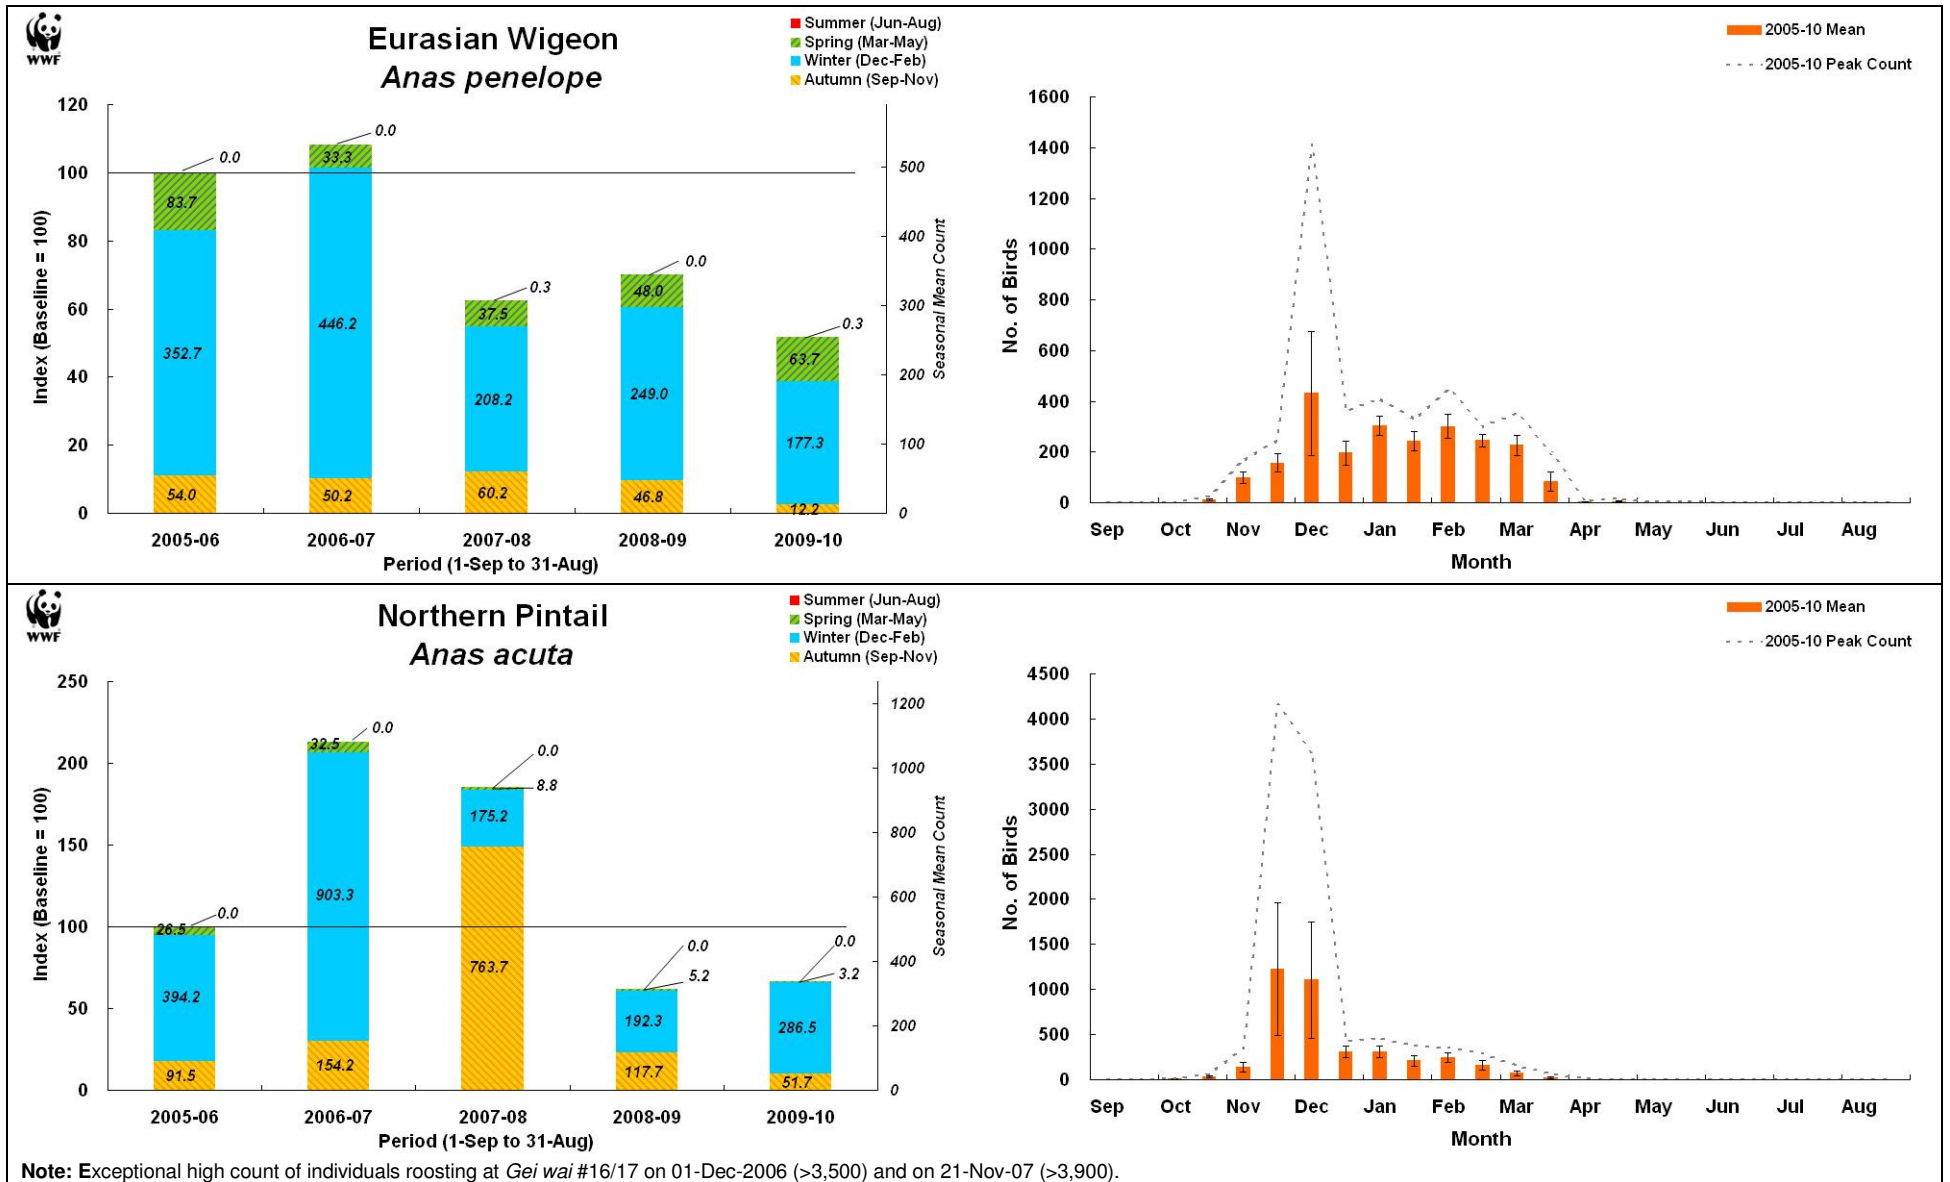 WWF
Eurasian Wigeon
Anas penelope
Summer (Jun-Aug)
Spring (Mar-May)
Winter (Dec-Feb)
Autumn (Sep-Nov)
Index (Baseline = 100)
120
100
80
60
40
20
0
0.0
83.7
352.7
54.0
0.0
33.3
446.2
50.2
0.3
37.5
208.2
60.2
0.0
48.0
249.0
46.8
0.3
63.7
177.3
12.2
500
400
300
200
100
0
Seasonal Mean Count
2005-06 2006-07 2007-08 2008-09 2009-10
Period (1-Sep to 31-Aug)
2005-10 Mean
2005-10 Peak Count
No. of Birds
1600
1400
1200
1000
800
600
400
200
0
Sep Oct Nov Dec Jan Feb Mar Apr May Jun Jul Aug
Month
WWF
Northern Pintail
Anas acuta
Summer (Jun-Aug)
Spring (Mar-May)
Winter (Dec-Feb)
Autumn (Sep-Nov)
Index (Baseline = 100)
250
200
150
100
50
0
0.0
26.5
394.2
91.5
0.0
32.5
903.3
154.2
0.0
8.8
175.2
763.7
0.0
5.2
192.3
117.7
0.0
3.2
286.5
51.7
1200
1000
800
600
400
200
0
Seasonal Mean Count
2005-06 2006-07 2007-08 2008-09 2009-10
Period (1-Sep to 31-Aug)
2005-10 Mean
2005-10 Peak Count
No. of Birds
4500
4000
3500
3000
2500
2000
1500
1000
500
0
Sep Oct Nov Dec Jan Feb Mar Apr May Jun Jul Aug
Month
Note: Exceptional high count of individuals roosting at Gei wai #16/17 on 01-Dec-2006 (>3,500) and on 21-Nov-07 (>3,900).